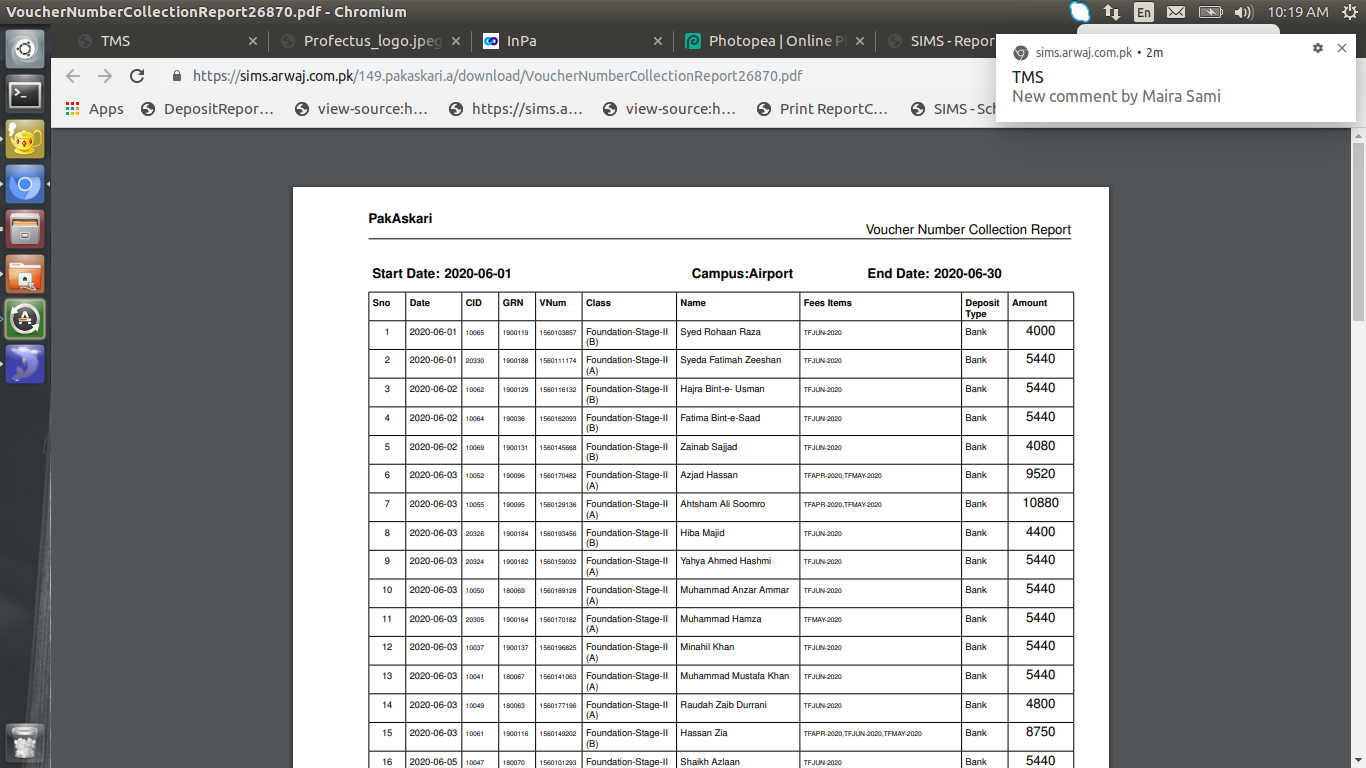 VoucherNumberCollectionReport26870.pdf - Chromium
En
10:19 AM
TMS
Profectus_logo.jpeg
InPa
Photopea | Online P
SIMS - Repor
https://sims.arwaj.com.pk/149.pakaskari.a/download/VoucherNumberCollectionReport26870.pdf
sims.arwaj.com.pk • 2m
TMS
New comment by Maira Sami
Apps
DepositRepor...
view-source:h...
https://sims.a...
view-source:h...
Print ReportC...
SIMS - Sch
PakAskari
Voucher Number Collection Report
Start Date: 2020-06-01 Campus:Airport End Date: 2020-06-30
Sno Date CID GRN VNum Class Name Fees Items Deposit Type Amount
1 2020-06-01 10065 1900119 1560103857 Foundation-Stage-II (B) Syed Rohaan Raza TFJUN-2020 Bank 4000
2 2020-06-01 20330 1900188 1560111174 Foundation-Stage-II (A) Syeda Fatimah Zeeshan TFJUN-2020 Bank 5440
3 2020-06-02 10062 1900129 1560116132 Foundation-Stage-II (B) Hajra Bint-e- Usman TFJUN-2020 Bank 5440
4 2020-06-02 10064 190036 1560162093 Foundation-Stage-II (B) Fatima Bint-e-Saad TFJUN-2020 Bank 5440
5 2020-06-02 10069 1900131 1560145668 Foundation-Stage-II (B) Zainab Sajjad TFJUN-2020 Bank 4080
6 2020-06-03 10052 190096 1560170482 Foundation-Stage-II (A) Azjad Hassan TFAPR-2020,TFMAY-2020 Bank 9520
7 2020-06-03 10055 190095 1560129136 Foundation-Stage-II (A) Ahtsham Ali Soomro TFAPR-2020,TFMAY-2020 Bank 10880
8 2020-06-03 20326 1900184 1560193456 Foundation-Stage-II (B) Hiba Majid TFJUN-2020 Bank 4400
9 2020-06-03 20324 1900182 1560159032 Foundation-Stage-II (A) Yahya Ahmed Hashmi TFJUN-2020 Bank 5440
10 2020-06-03 10050 180069 1560189128 Foundation-Stage-II (A) Muhammad Anzar Ammar TFJUN-2020 Bank 5440
11 2020-06-03 20305 1900164 1560170182 Foundation-Stage-II (A) Muhammad Hamza TFMAY-2020 Bank 5440
12 2020-06-03 10037 1900137 1560196825 Foundation-Stage-II (A) Minahil Khan TFJUN-2020 Bank 5440
13 2020-06-03 10041 180067 1560141063 Foundation-Stage-II (A) Muhammad Mustafa Khan TFJUN-2020 Bank 5440
14 2020-06-03 10049 180063 1560177196 Foundation-Stage-II (A) Raudah Zaib Durrani TFJUN-2020 Bank 4800
15 2020-06-03 10061 1900116 1560149202 Foundation-Stage-II (B) Hassan Zia TFAPR-2020,TFJUN-2020,TFMAY-2020 Bank 8750
16 2020-06-05 10047 180070 1560101293 Foundation-Stage-II Shaikh Azlaan TFJUN-2020 Bank 5440